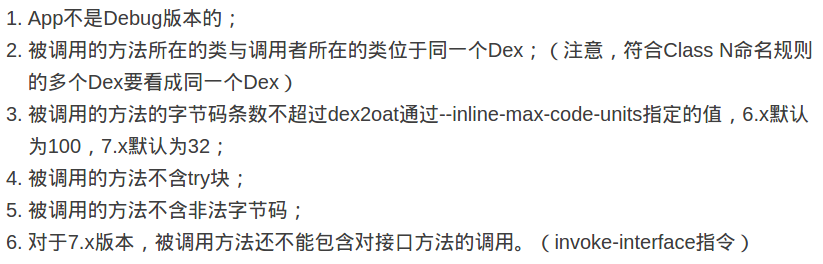 1. App不是Debug版本的；
2. 被调用的方法所在的类与调用者所在的类位于同一个Dex；（注意，符合Class N命名规则
的多个Dex要看成同一个Dex）
3. 被调用的方法的字节码条数不超过dex2oat通过--inline-max-code-units指定的值，6.x默认
为100，7.x默认为32；
4. 被调用的方法不含try块；
5. 被调用的方法不含非法字节码；
6. 对于7.x版本，被调用方法还不能包含对接口方法的调用。（invoke-interface指令）